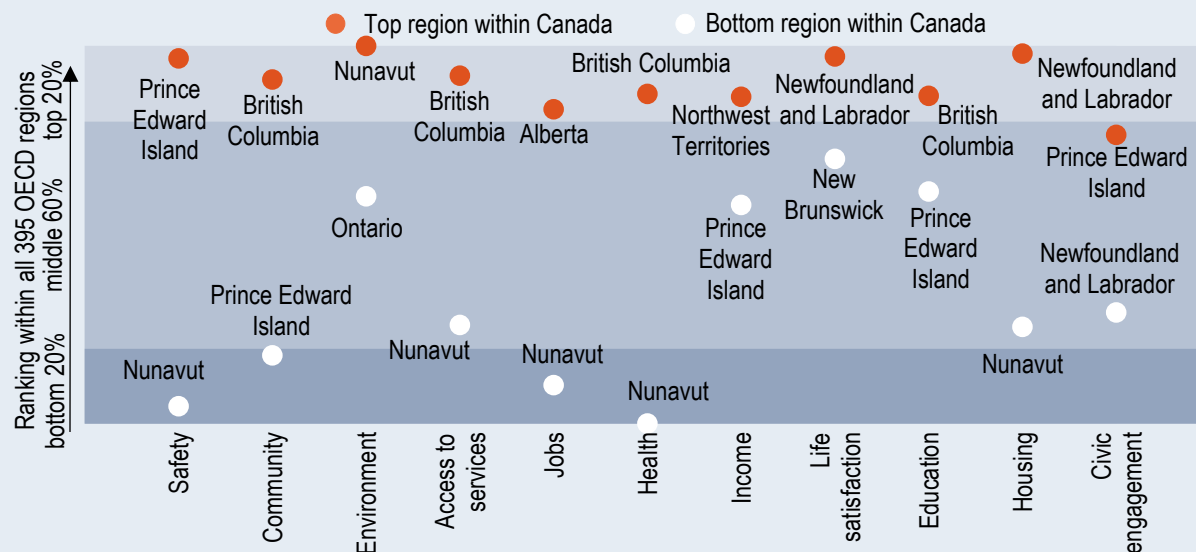 Top region within Canada
Bottom region within Canada
Ranking within all 395 OECD regions
bottom 20%
middle 60%
top 20%
Prince
Edward
Island
British
Columbia
Nunavut
British
Columbia
Alberta
British Columbia
Northwest
Territories
Newfoundland
and Labrador
British
Columbia
Newfoundland
and Labrador
Prince Edward
Island
Nunavut
Prince Edward
Island
Ontario
Nunavut
Nunavut
Nunavut
Prince
Edward
Island
New
Brunswick
Prince
Edward
Island
Nunavut
Newfoundland
and Labrador
Safety
Community
Environment
Access to
services
Jobs
Health
Income
Life
satisfaction
Education
Housing
Civic
engagement